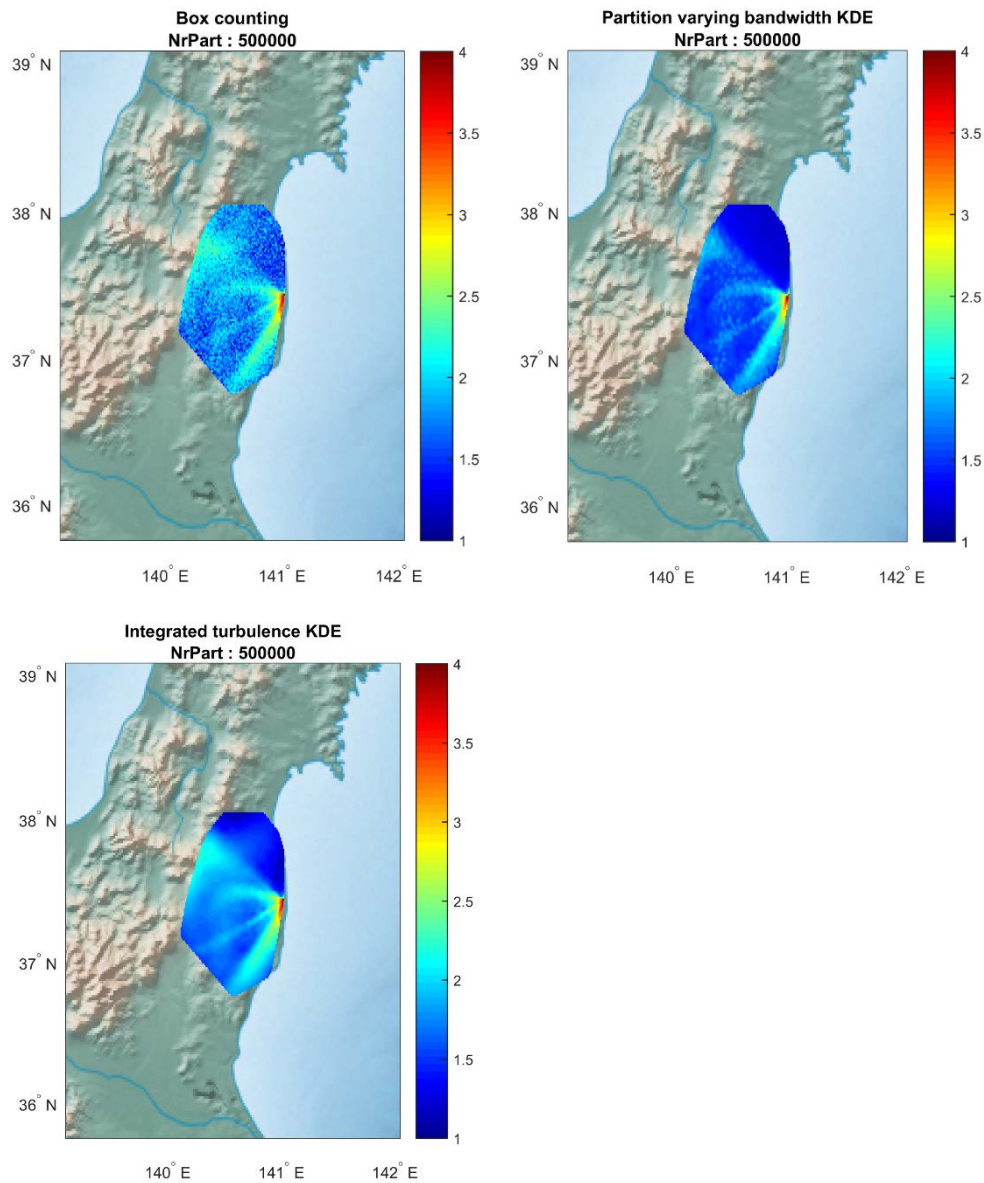 Box counting
NrPart : 500000
39° N
38° N
37° N
36° N
140° E
141° E
142° E
4
3.5
3
2.5
2
1.5
1
Partition varying bandwidth KDE
NrPart : 500000
39° N
38° N
37° N
36° N
140° E
141° E
142° E
4
3.5
3
2.5
2
1.5
1
Integrated turbulence KDE
NrPart : 500000
39° N
38° N
37° N
36° N
140° E
141° E
142° E
4
3.5
3
2.5
2
1.5
1